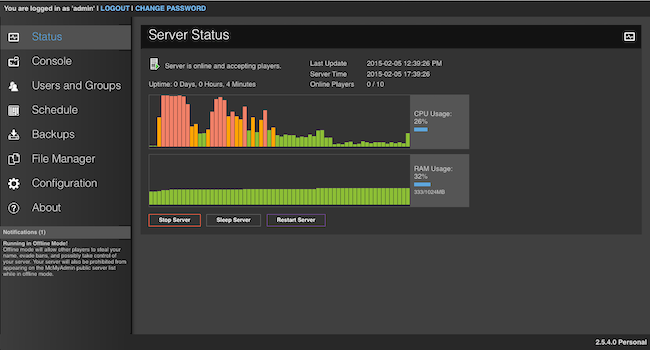 You are logged in as 'admin' | LOGOUT | CHANGE PASSWORD
Status
Console
Users and Groups
Schedule
Backups
File Manager
Configuration
About
Notifications (1)
Running in Offline Mode!
Offline mode will allow other players to steal your
name, evade bans, and possibly take control of
your server. Your server will also be prohibited from
appearing on the McMyAdmin public server list
while in offline mode.
Server Status
Server is online and accepting players.
Uptime: 0 Days, 0 Hours, 4 Minutes
Last Update 2015-02-05 12:39:26 PM
Server Time 2015-02-05 17:39:26
Online Players 0 / 10
CPU Usage:
26%
RAM Usage:
32%
333/1024MB
Stop Server
Sleep Server
Restart Server
2.5.4.0 Personal